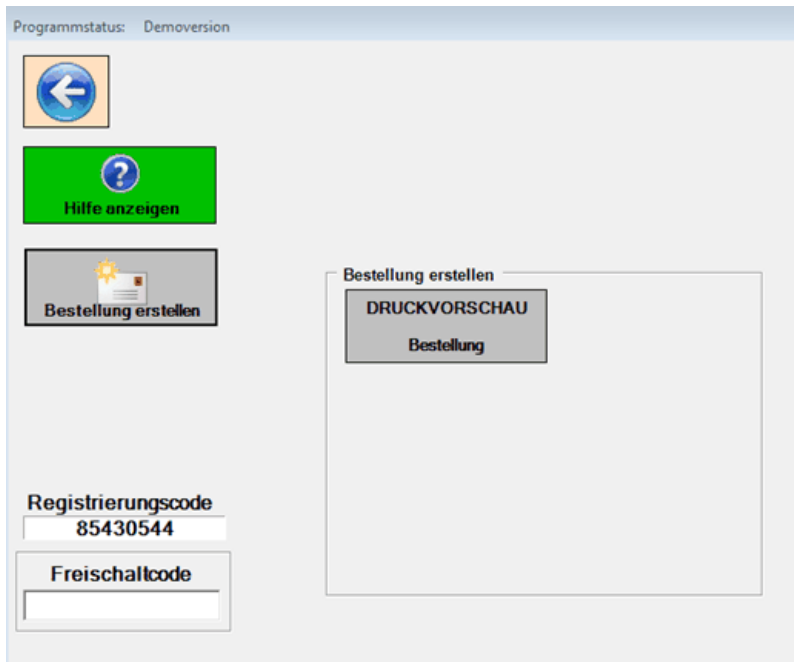 Programmstatus: Demoversion
Hilfe anzeigen
Bestellung erstellen
Bestellung erstellen
DRUCKVORSCHAU
Bestellung
Registrierungscode
85430544
Freischaltcode